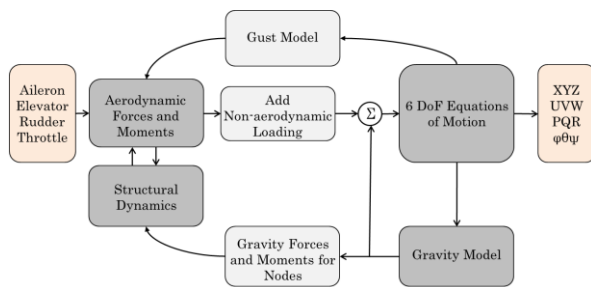 Gust Model
Aileron
Elevator
Rudder
Throttle
Aerodynamic
Forces and
Moments
Add
Non-aerodynamic
Loading
Σ
6 DoF Equations
of Motion
XYZ
UVW
PQR
φθψ
Structural
Dynamics
Gravity Forces
and Moments for
Nodes
Gravity Model